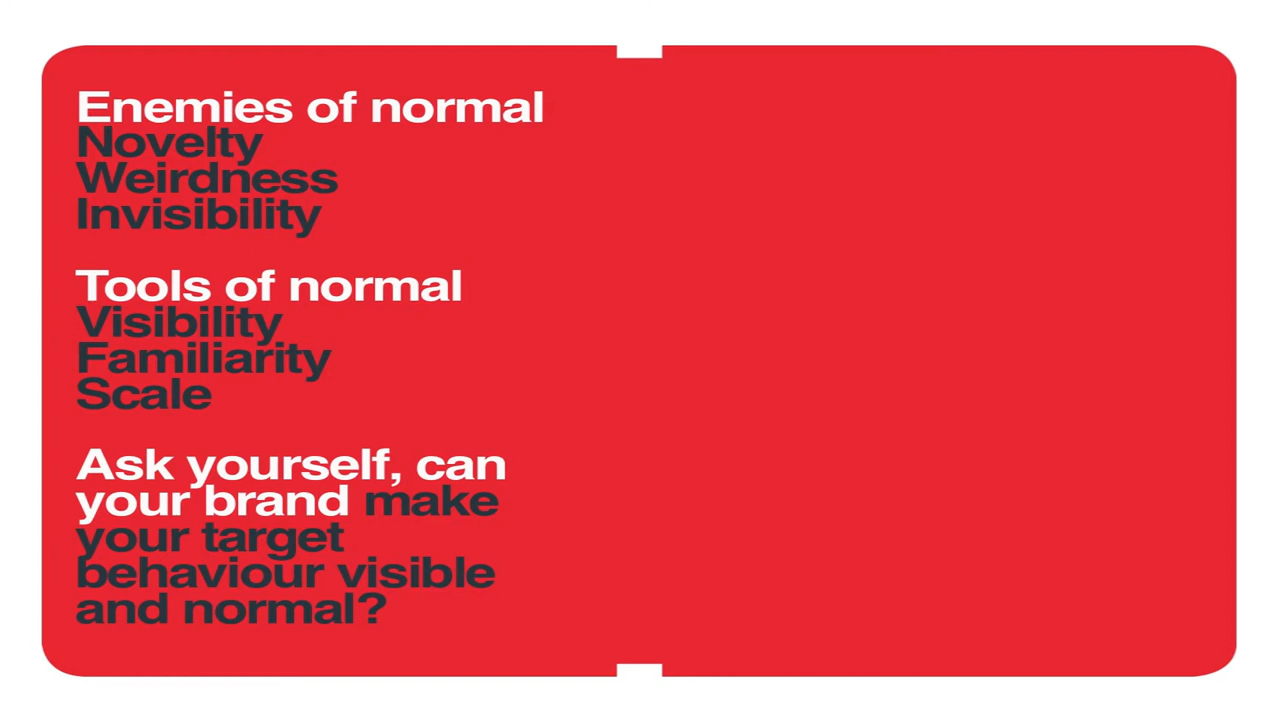 Enemies of normal
Novelty
Weirdness
Invisibility
Tools of normal
Visibility
Familiarity
Scale
Ask yourself, can
your brand make
your target
behaviour visible
and normal?